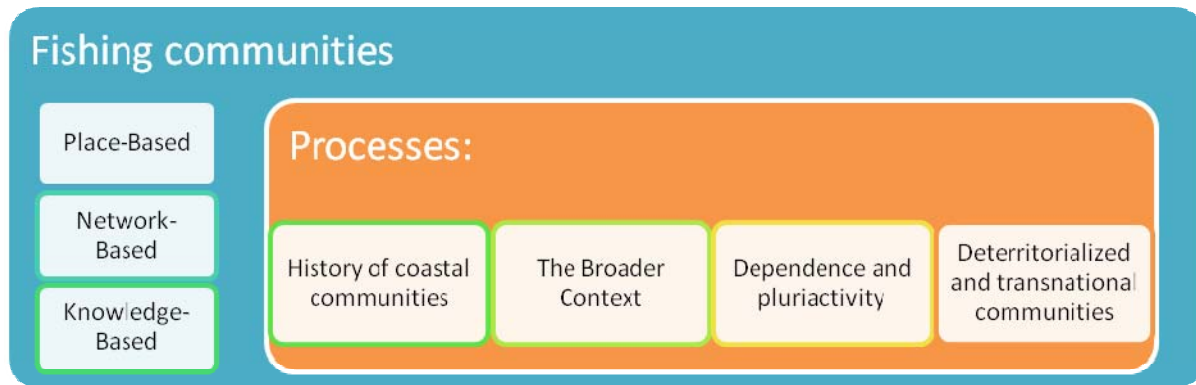 Fishing communities
Place-Based
Network-
Based
Knowledge-
Based
Processes:
History of coastal
communities
The Broader
Context
Dependence and
pluriactivity
Deterritorialized
and transnational
communities